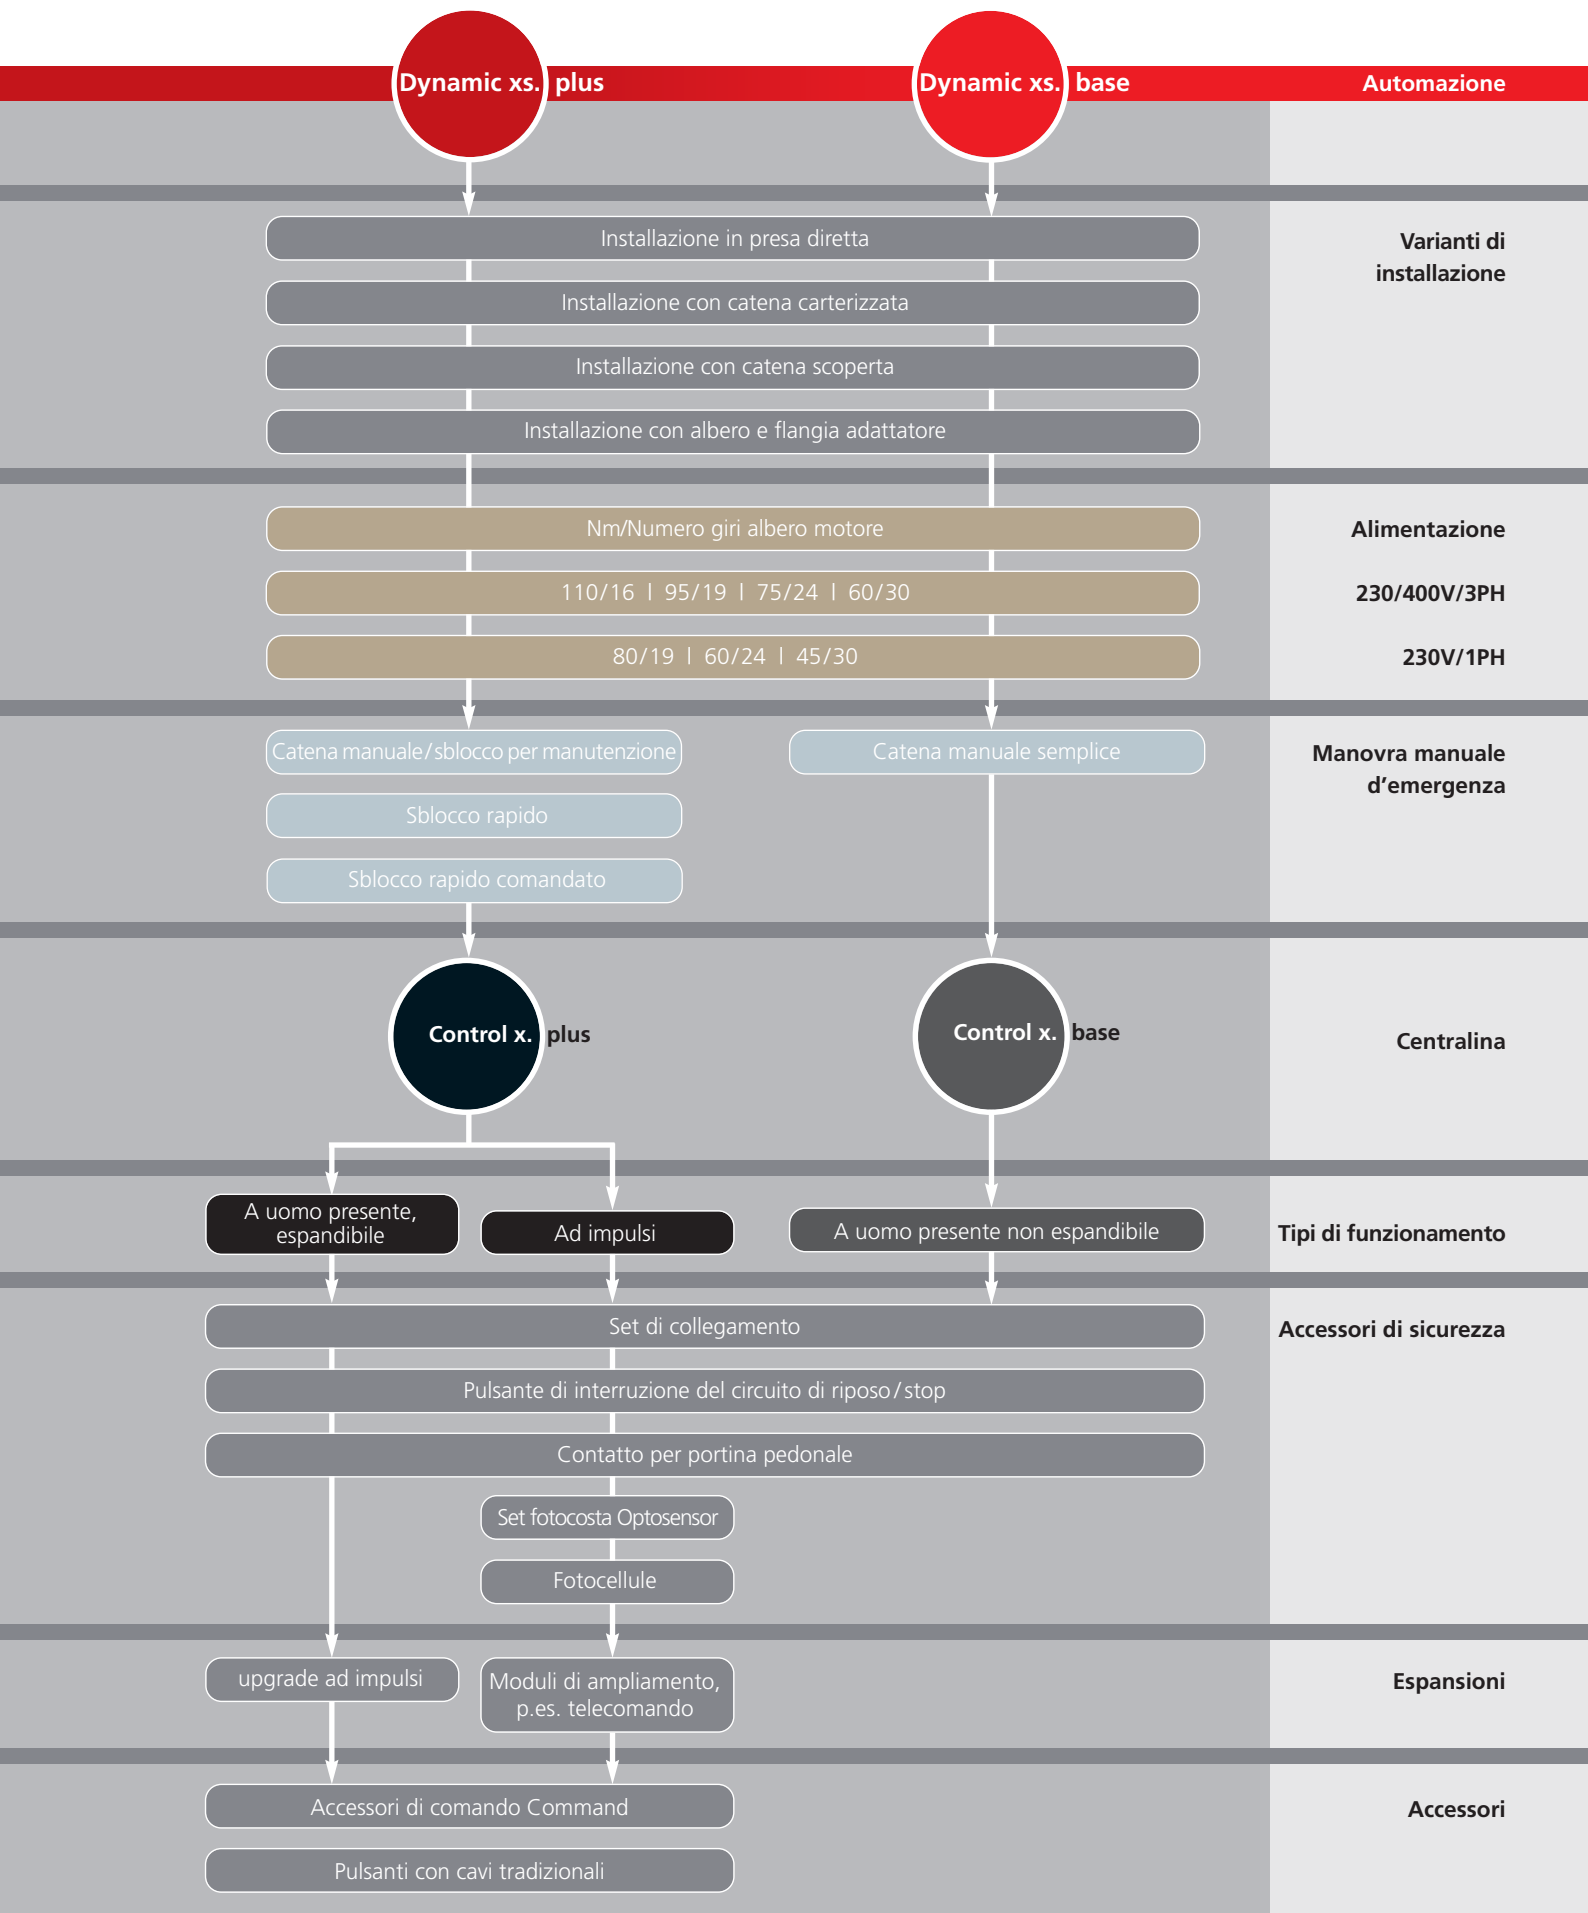 Dynamic xs. plus
Dynamic xs. base
Automazione
Installazione in presa diretta
Varianti di
installazione
Installazione con catena carterizzata
Installazione con catena scoperta
Installazione con albero e flangia adattatore
Nm/Numero giri albero motore
Alimentazione
110/16 | 95/19 | 75/24 | 60/30
230/400V/3PH
80/19 | 60/24 | 45/30
230V/1PH
Catena manuale/sblocco per manutenzione
Catena manuale semplice
Manovra manuale
d’emergenza
Sblocco rapido
Sblocco rapido comandato
Control x. plus
Control x. base
Centralina
A uomo presente,
espandibile
Ad impulsi
A uomo presente non espandibile
Tipi di funzionamento
Set di collegamento
Accessori di sicurezza
Pulsante di interruzione del circuito di riposo/stop
Contatto per portina pedonale
Set fotocosta Optosensor
Fotocellule
upgrade ad impulsi
Moduli di ampliamento,
p.es. telecomando
Espansioni
Accessori di comando Command
Accessori
Pulsanti con cavi tradizionali